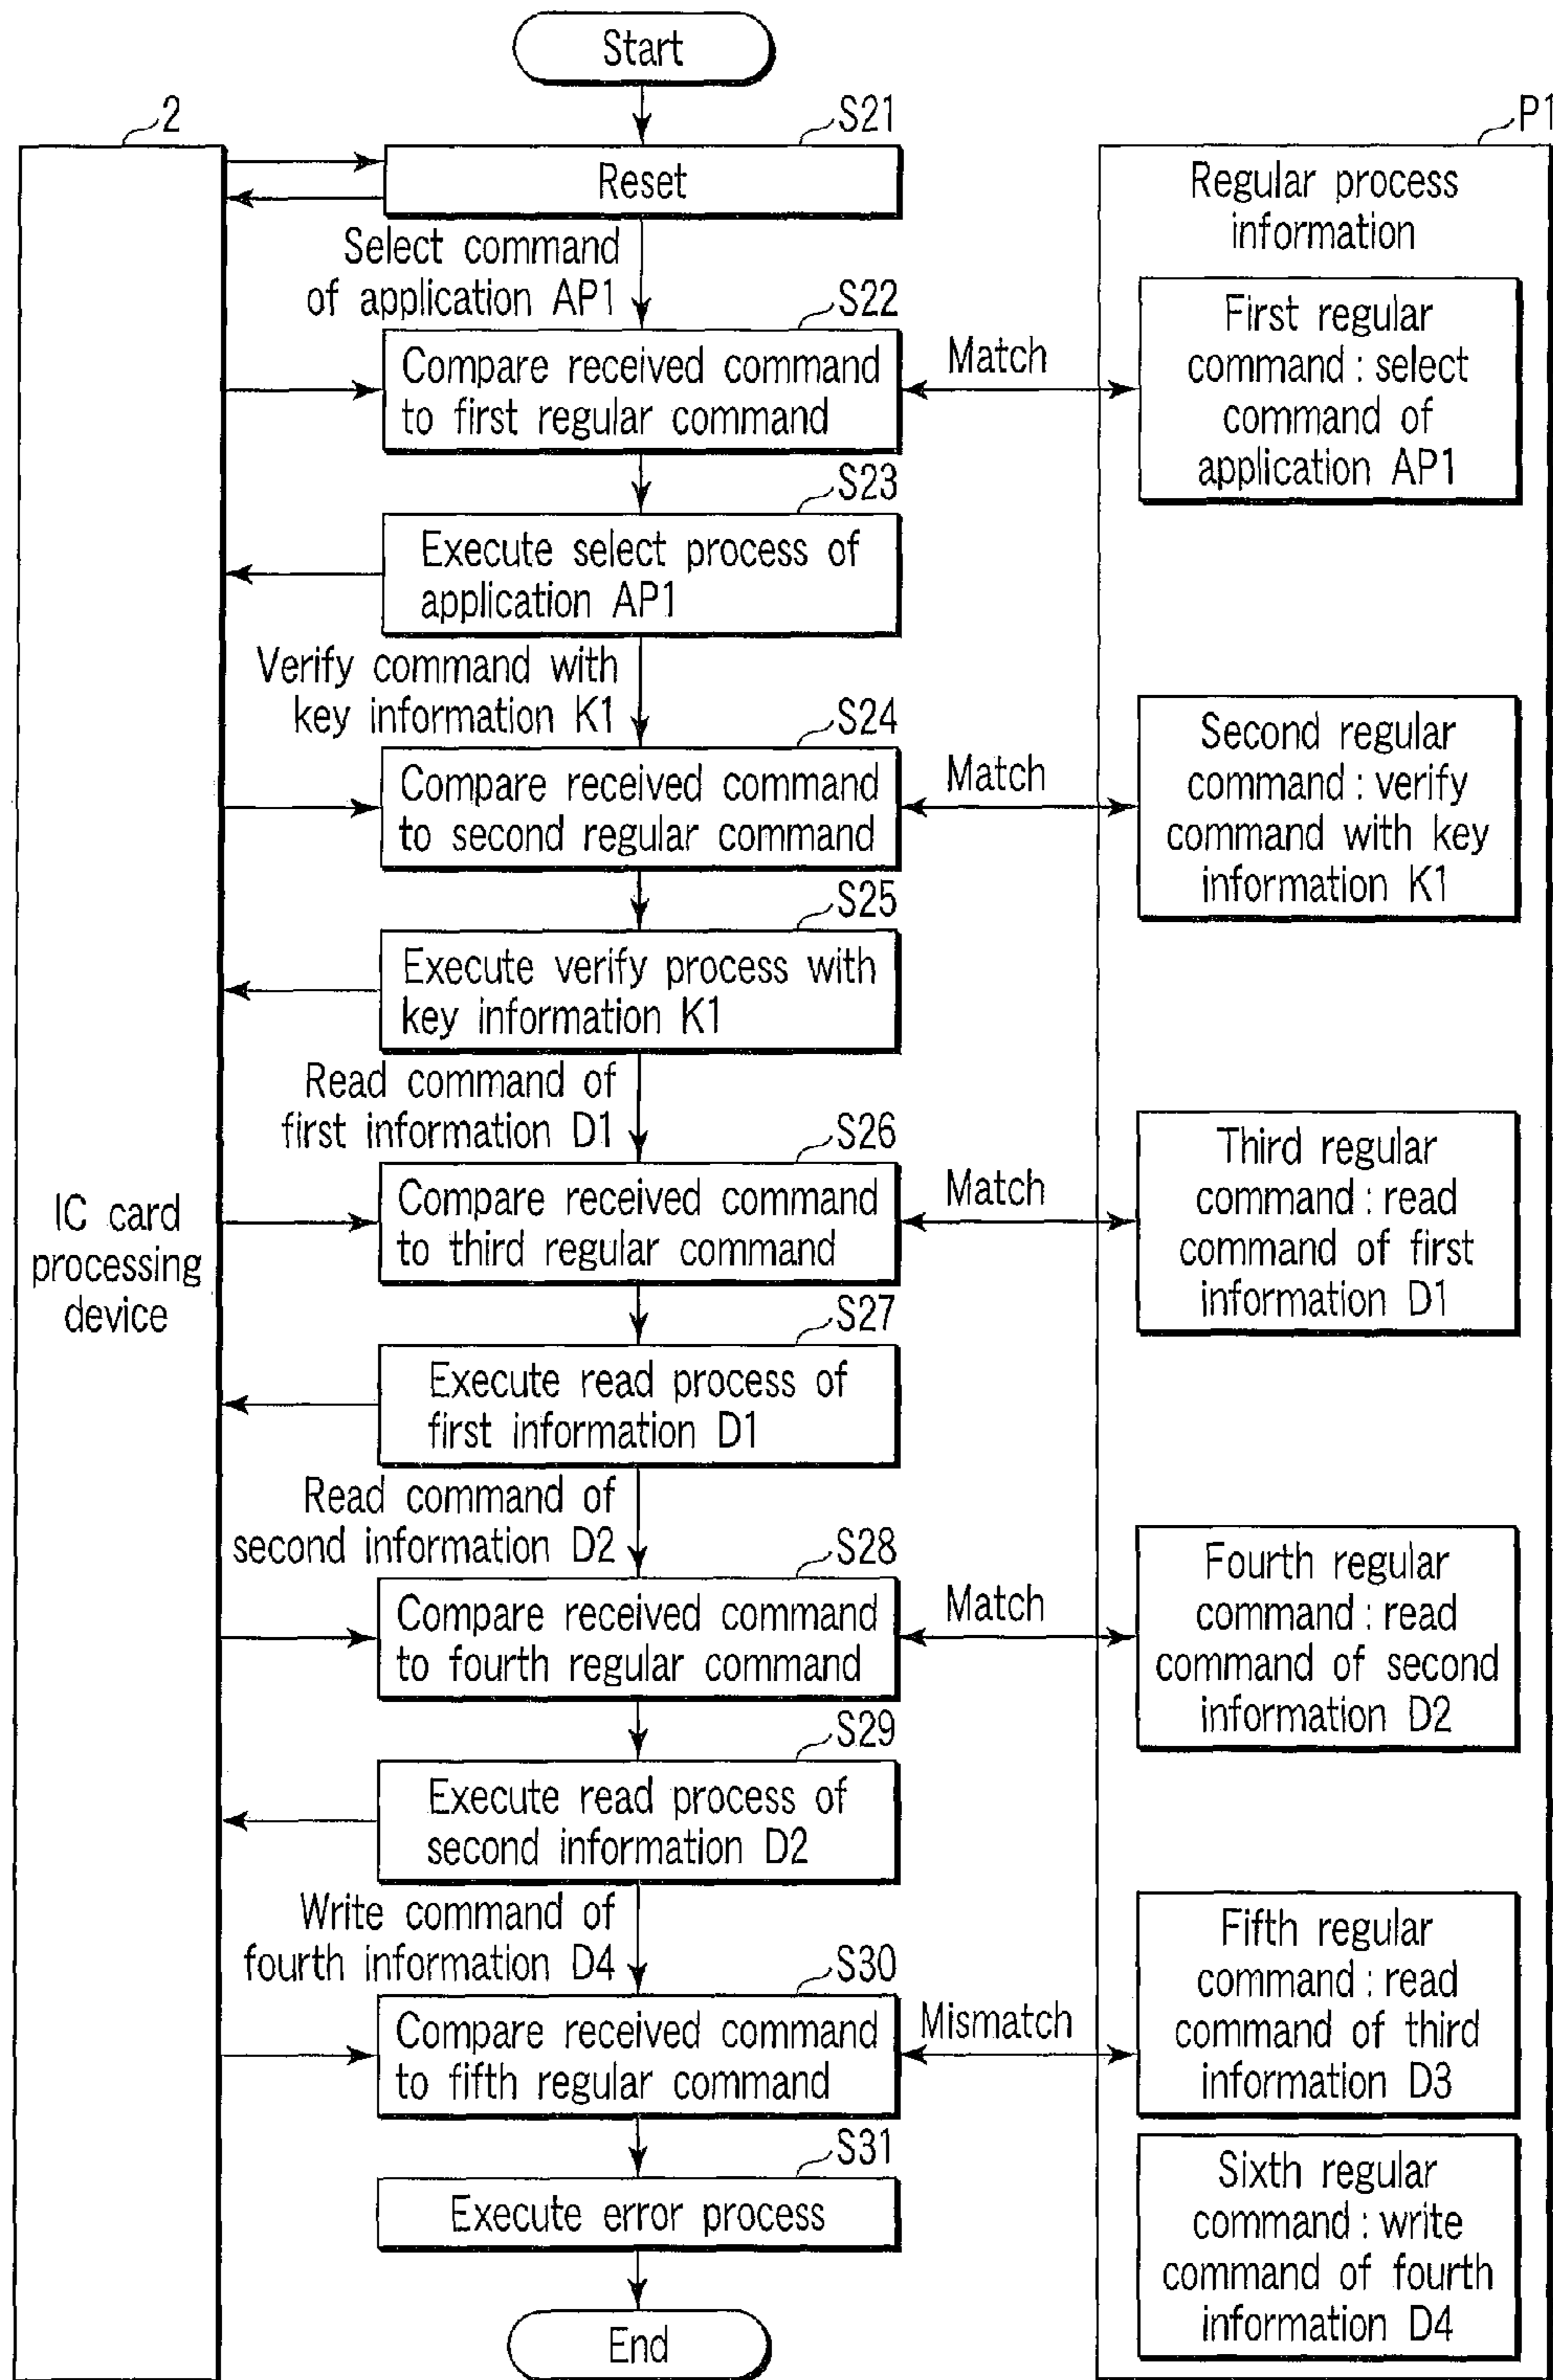 Start
2
S21
P1
Reset
Regular process
information
Select command
of application AP1
S22
First regular
command : select
command of
application AP1
Compare received command
to first regular command
Match
S23
Execute select process of
application AP1
Verify command with
key information K1
S24
Second regular
command : verify
command with key
information K1
Compare received command
to second regular command
Match
S25
Execute verify process with
key information K1
Read command of
first information D1
S26
Third regular
command : read
command of first
information D1
Compare received command
to third regular command
Match
IC card
processing
device
S27
Execute read process of
first information D1
Read command of
second information D2
S28
Fourth regular
command : read
command of second
information D2
Compare received command
to fourth regular command
Match
S29
Execute read process of
second information D2
Write command of
fourth information D4
S30
Fifth regular
command : read
command of third
information D3
Compare received command
to fifth regular command
Mismatch
S31
Execute error process
Sixth regular
command : write
command of fourth
information D4
End